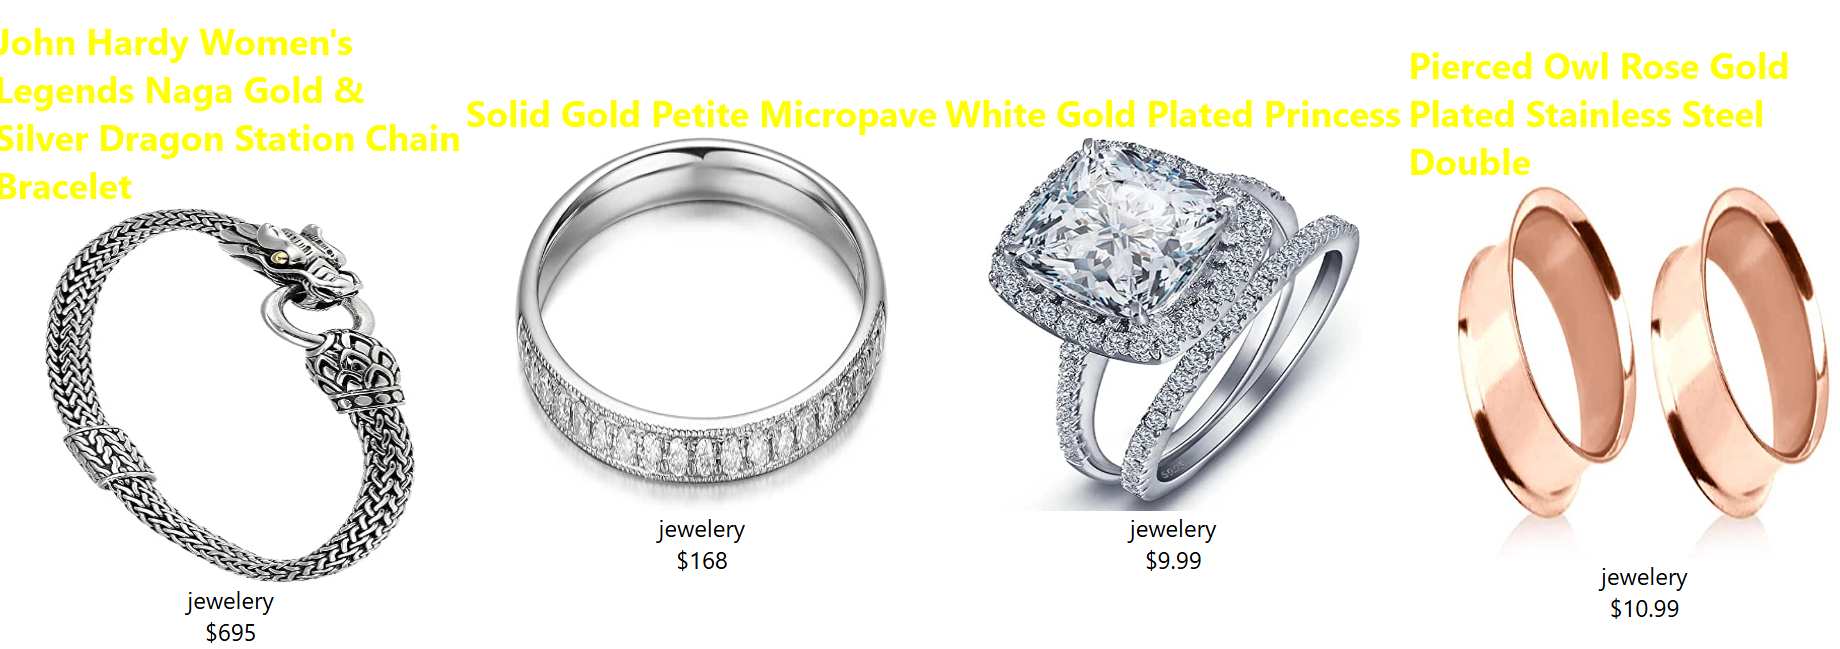 John Hardy Women's
Legends Naga Gold &
Silver Dragon Station Chain
Bracelet
jewelery
$695
Solid Gold Petite Micropave
jewelery
$168
White Gold Plated Princess
jewelery
$9.99
Pierced Owl Rose Gold
Plated Stainless Steel
Double
jewelery
$10.99